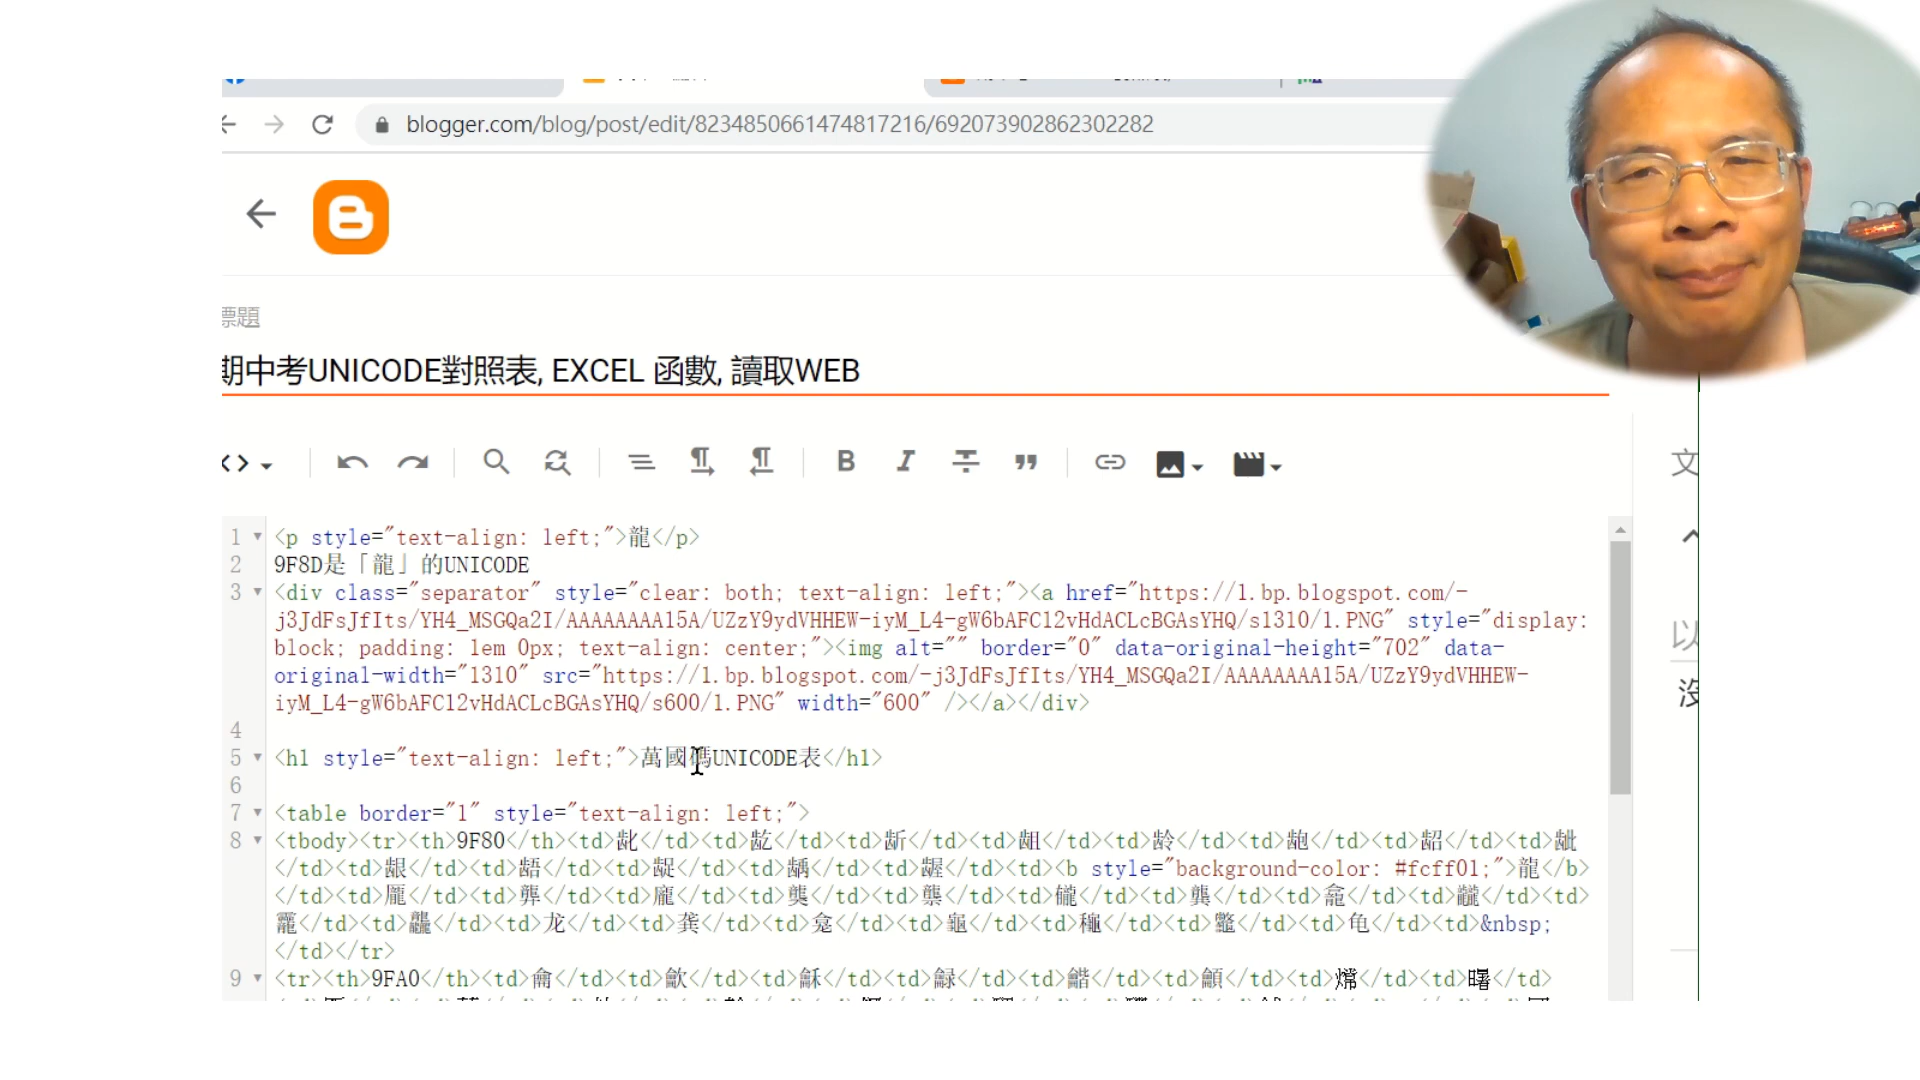 blogger.com/blog/post/edit/8234850661474817216/692073902862302282
標題
期中考UNICODE對照表, EXCEL 函數, 讀取WEB
文
1 <p style="text-align: left;">龍</p>
2 9F8D是「龍」的UNICODE
3 <div class="separator" style="clear: both; text-align: left;"><a href="https://1.bp.blogspot.com/-
j3JdFsJfIts/YH4_MSGQa2I/AAAAAAAA15A/UZzY9ydVHHEW-iyM_L4-gW6bAFC12vHdACLcBGAsYHQ/s1310/1.PNG" style="display:
block; padding: 1em 0px; text-align: center;"><img alt="" border="0" data-original-height="702" data-
original-width="1310" src="https://1.bp.blogspot.com/-j3JdFsJfIts/YH4_MSGQa2I/AAAAAAAA15A/UZzY9ydVHHEW-
iyM_L4-gW6bAFC12vHdACLcBGAsYHQ/s600/1.PNG" width="600" /></a></div>
4
5 <h1 style="text-align: left;">萬國碼UNICODE表</h1>
6
7 <table border="1" style="text-align: left;">
8 <tbody><tr><th>9F80</th><td>龀</td><td>龁</td><td>龂</td><td>龃</td><td>龄</td><td>龅</td><td>龆</td><td>龇
</td><td>龈</td><td>龉</td><td>龊</td><td>龋</td><td>龌</td><td><b style="background-color: #fcff01;">龍</b>
</td><td>龎</td><td>龏</td><td>龐</td><td>龑</td><td>龒</td><td>龓</td><td>龔</td><td>龕</td><td>龖</td><td>
龗</td><td>龘</td><td>龙</td><td>龚</td><td>龛</td><td>龜</td><td>龝</td><td>龞</td><td>龟</td><td>&nbsp;
</td></tr>
9 <tr><th>9FA0</th><td>龠</td><td>龡</td><td>龢</td><td>龣</td><td>龤</td><td>龥</td><td>龦</td><td>龧</td>
以
沒